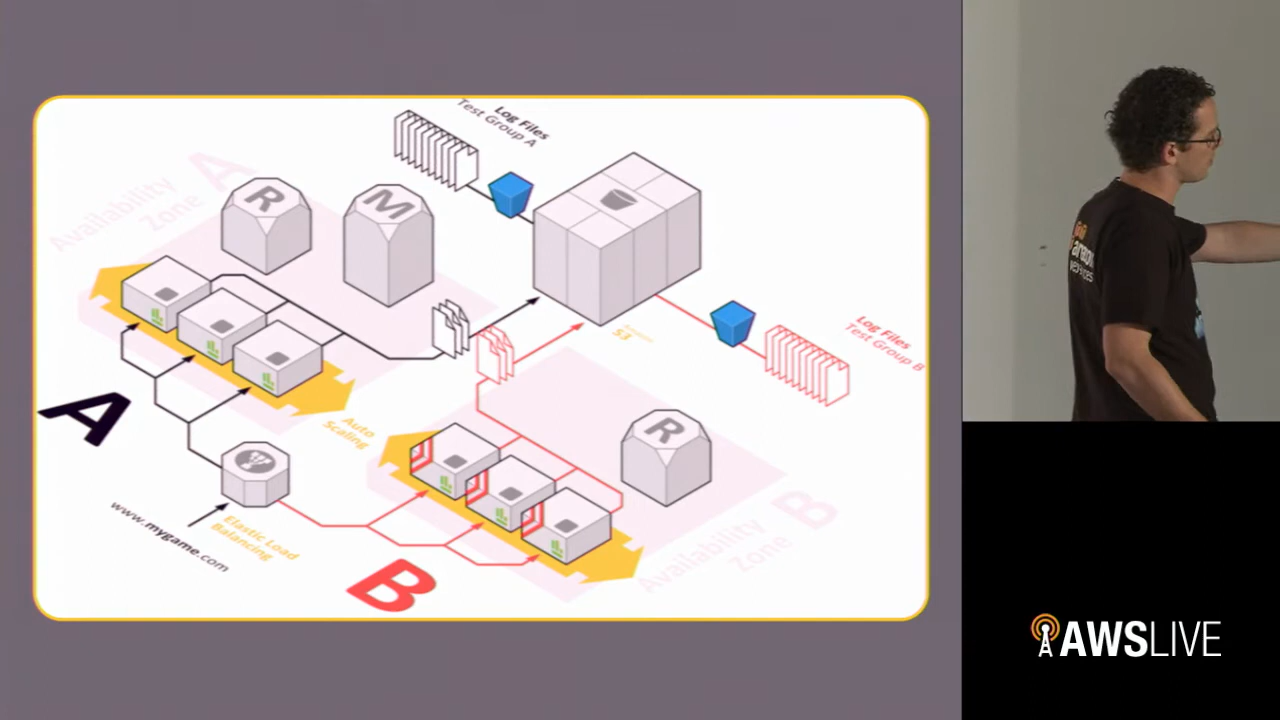 Log Files
Test Group A
Availability
Zone
A
R
M
S3
Log Files
Test Group B
A
Auto
Scaling
R
www.mygame.com
Elastic Load
Balancing
B
Availability
Zone
B
AWSLIVE